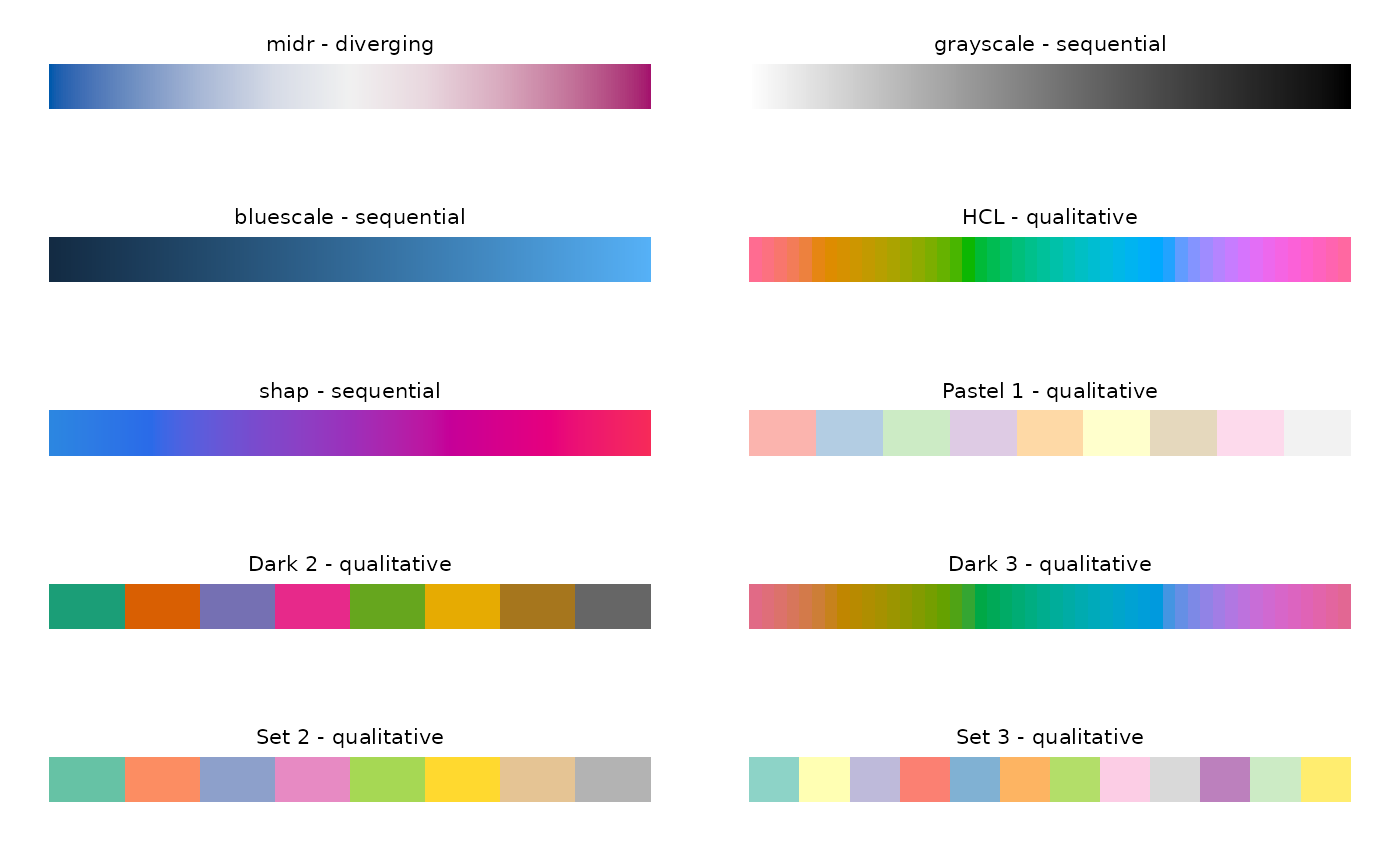 midr - diverging
grayscale - sequential
bluescale - sequential
HCL - qualitative
shap - sequential
Pastel 1 - qualitative
Dark 2 - qualitative
Dark 3 - qualitative
Set 2 - qualitative
Set 3 - qualitative